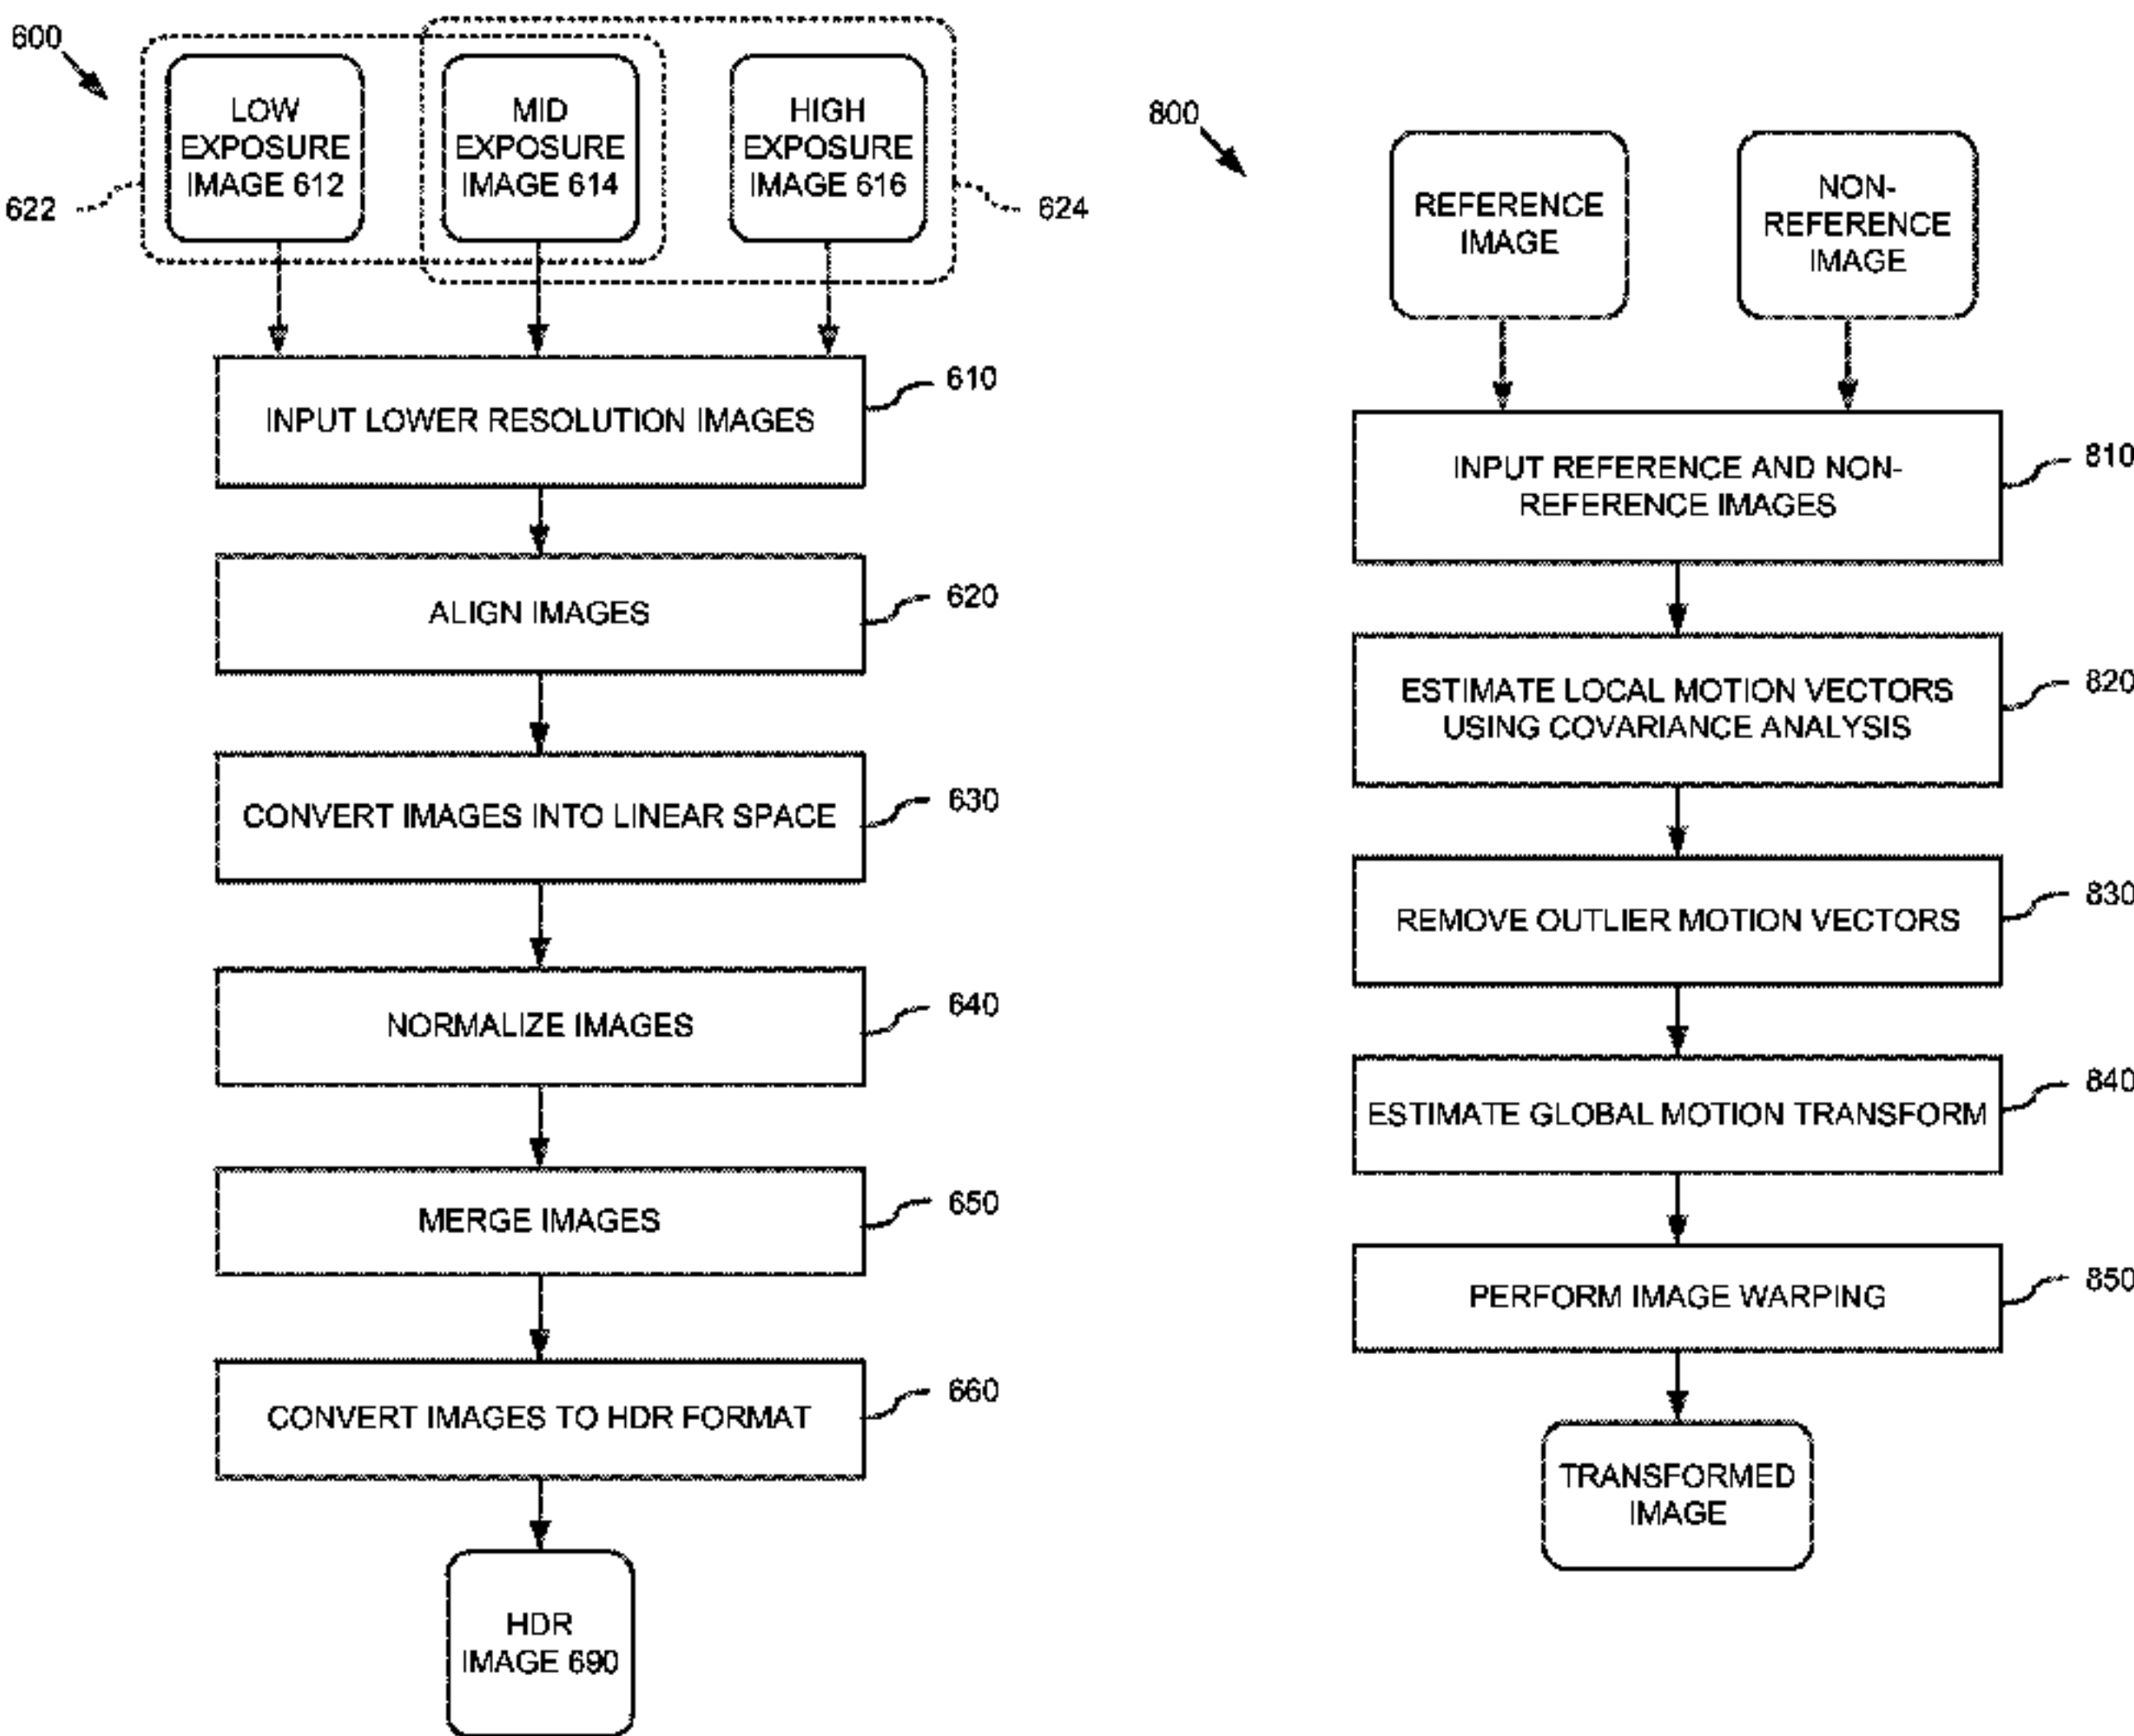 600
LOW
EXPOSURE
IMAGE 612
MID
EXPOSURE
IMAGE 614
HIGH
EXPOSURE
IMAGE 616
622
624
INPUT LOWER RESOLUTION IMAGES
610
ALIGN IMAGES
620
CONVERT IMAGES INTO LINEAR SPACE
630
NORMALIZE IMAGES
640
MERGE IMAGES
650
CONVERT IMAGES TO HDR FORMAT
660
HDR
IMAGE 690
800
REFERENCE
IMAGE
NON-
REFERENCE
IMAGE
INPUT REFERENCE AND NON-
REFERENCE IMAGES
810
ESTIMATE LOCAL MOTION VECTORS
USING COVARIANCE ANALYSIS
820
REMOVE OUTLIER MOTION VECTORS
830
ESTIMATE GLOBAL MOTION TRANSFORM
840
PERFORM IMAGE WARPING
850
TRANSFORMED
IMAGE